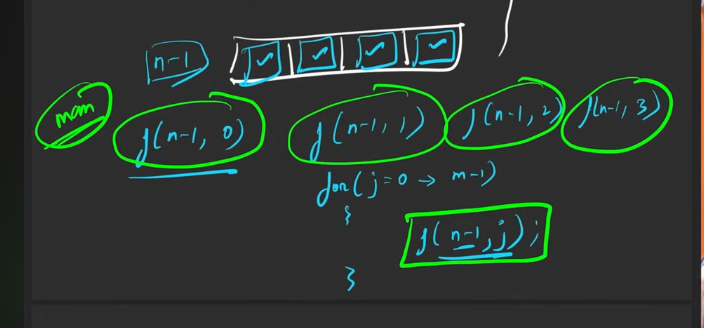 n-1
max f(n-1, 0) f(n-1, 1) f(n-1, 2) f(n-1, 3)
for(j=0 → m-1)
{
f(n-1, j);
}